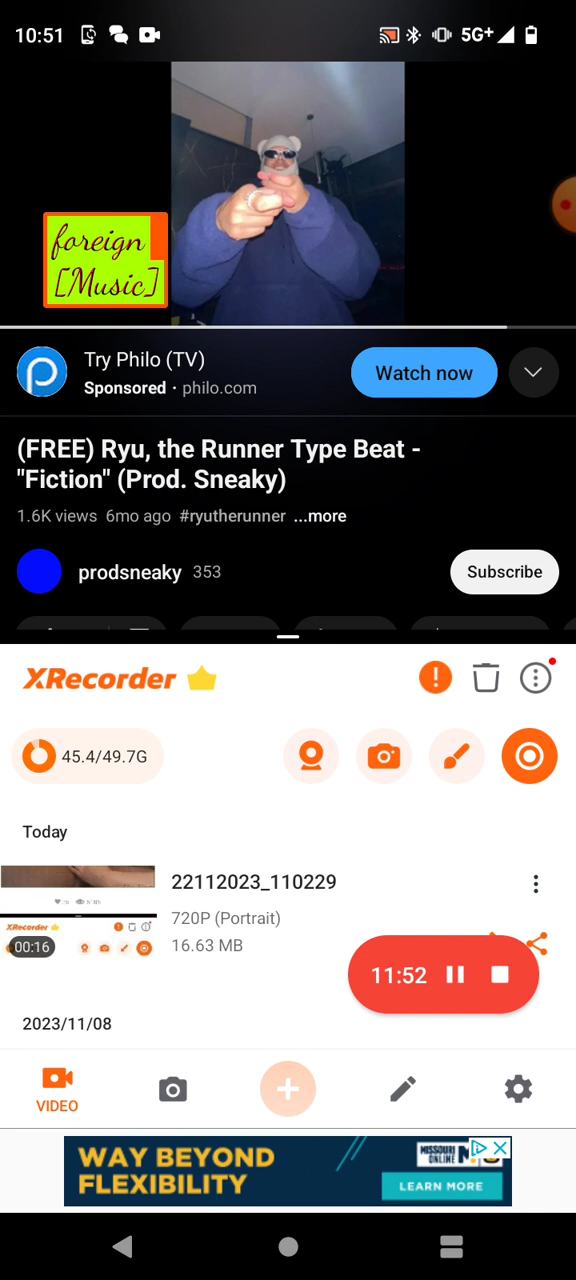 10:51
5G+
foreign
[Music]
Try Philo (TV)
Watch now
Sponsored · philo.com
(FREE) Ryu, the Runner Type Beat -
"Fiction" (Prod. Sneaky)
1.6K views 6mo ago #ryutherunner ...more
prodsneaky 353
Subscribe
XRecorder
45.4/49.7G
Today
22112023_110229
720P (Portrait)
16.63 MB
XRecorder
00:16
11:52
2023/11/08
VIDEO
WAY BEYOND
FLEXIBILITY
MISSOURI
ONLINE
LEARN MORE